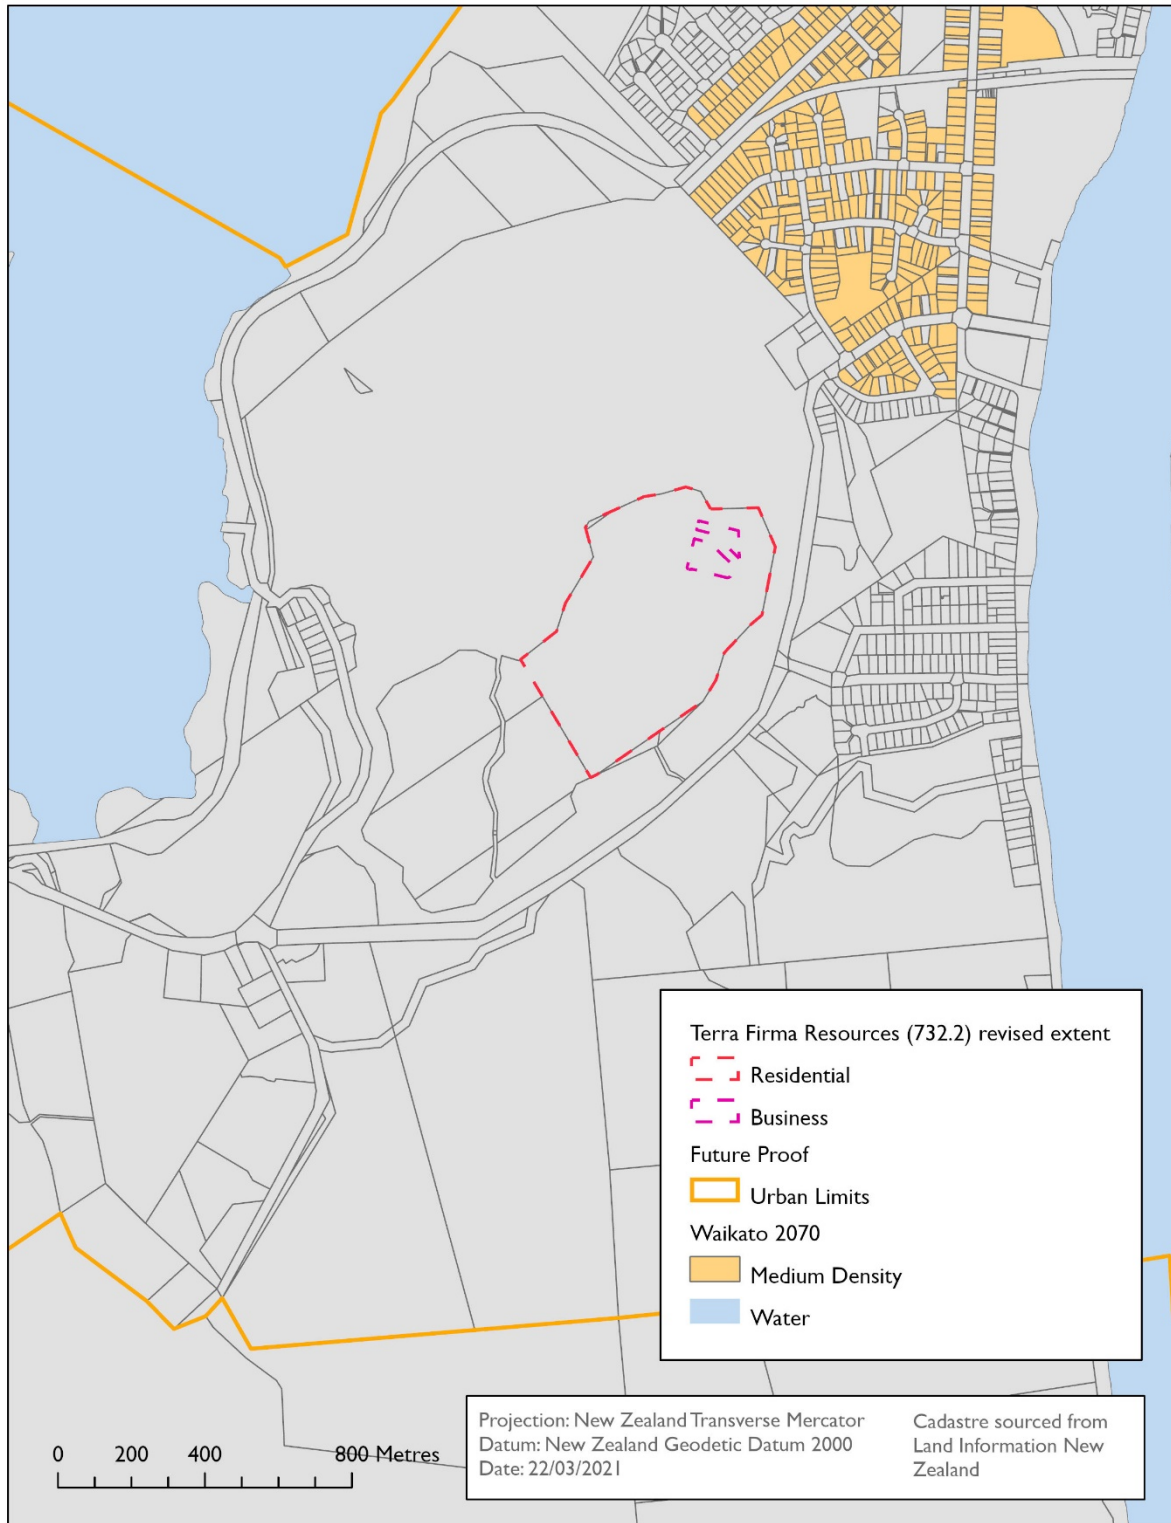 Terra Firma Resources (732.2) revised extent
Residential
Business
Future Proof
Urban Limits
Waikato 2070
Medium Density
Water
Projection: New Zealand Transverse Mercator
Datum: New Zealand Geodetic Datum 2000
Date: 22/03/2021
Cadastre sourced from
Land Information New
Zealand
0 200 400 800 Metres